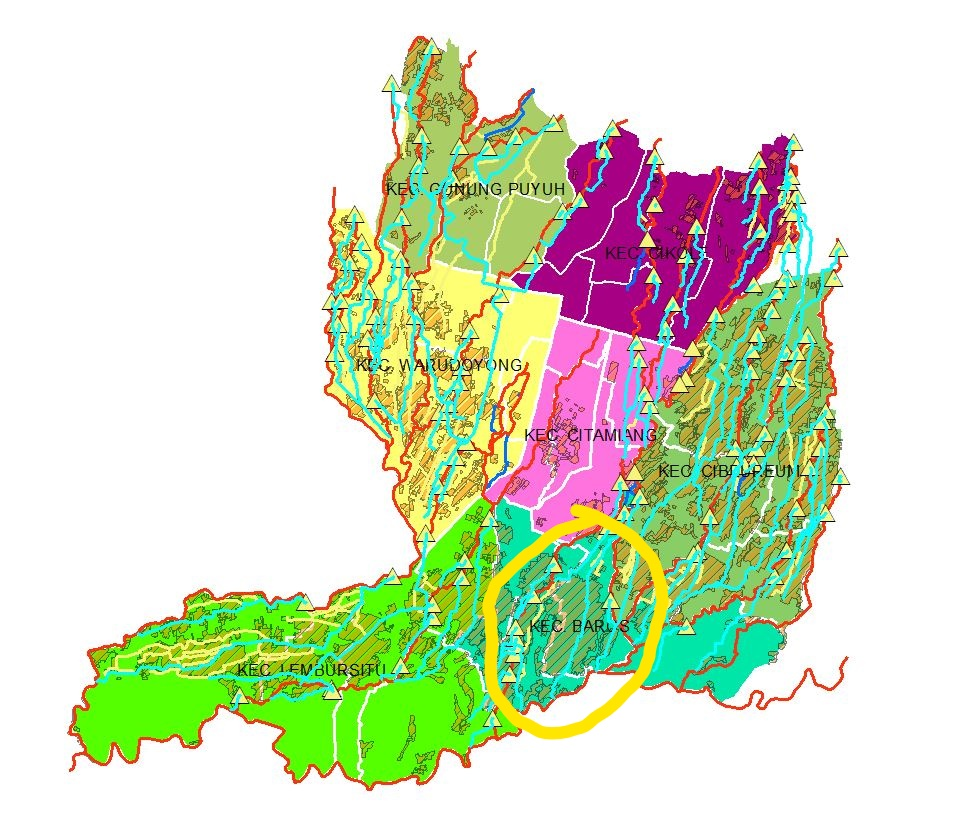 KEC. GUNUNG PUYUH
KEC. CIKOLE
KEC. WARUDOYONG
KEC. CITAMIANG
KEC. CIBEUREUM
KEC. BAROS
KEC. LEMBURSITU